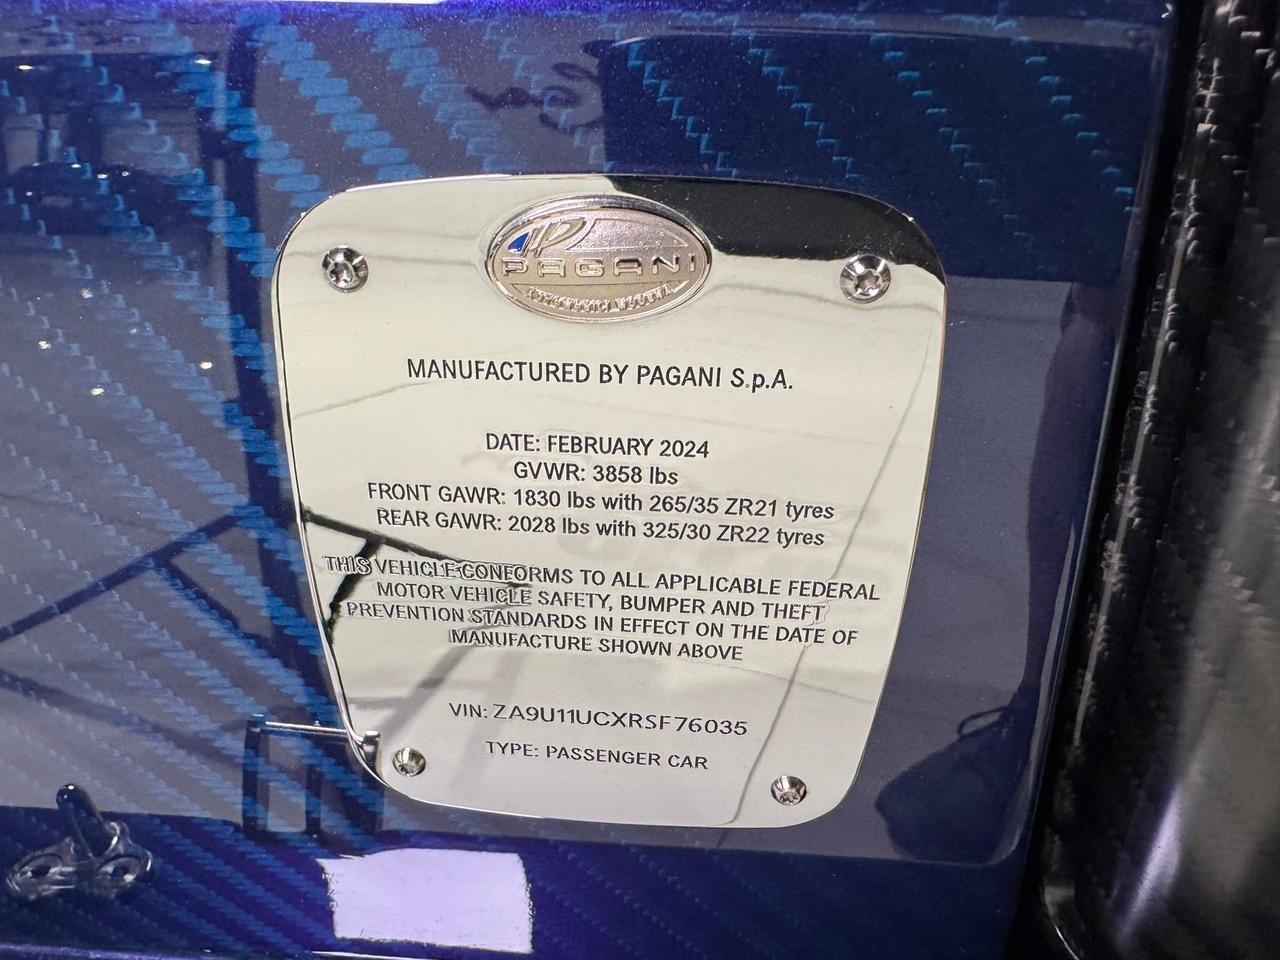 PAGANI
AUTOMOBILI MODENA
MANUFACTURED BY PAGANI S.p.A.
DATE: FEBRUARY 2024
GVWR: 3858 lbs
FRONT GAWR: 1830 lbs with 265/35 ZR21 tyres
REAR GAWR: 2028 lbs with 325/30 ZR22 tyres
THIS VEHICLE CONFORMS TO ALL APPLICABLE FEDERAL
MOTOR VEHICLE SAFETY, BUMPER AND THEFT
PREVENTION STANDARDS IN EFFECT ON THE DATE OF
MANUFACTURE SHOWN ABOVE
VIN: ZA9U11UCXRSF76035
TYPE: PASSENGER CAR